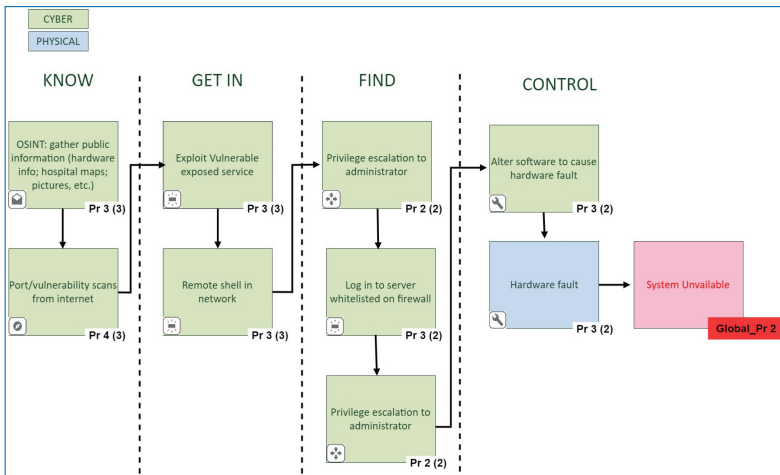 CYBER
PHYSICAL
KNOW
GET IN
FIND
CONTROL
OSINT: gather public
information (hardware
info; hospital maps;
pictures, etc.)
Pr 3 (3)
Port/vulnerability scans
from internet
Pr 4 (3)
Exploit Vulnerable
exposed service
Pr 3 (3)
Remote shell in
network
Pr 3 (3)
Privilege escalation to
administrator
Pr 2 (2)
Log in to server
whitelisted on firewall
Pr 3 (2)
Privilege escalation to
administrator
Pr 2 (2)
Alter software to cause
hardware fault
Pr 3 (2)
Hardware fault
Pr 3 (2)
System Unvailable
Global_Pr 2